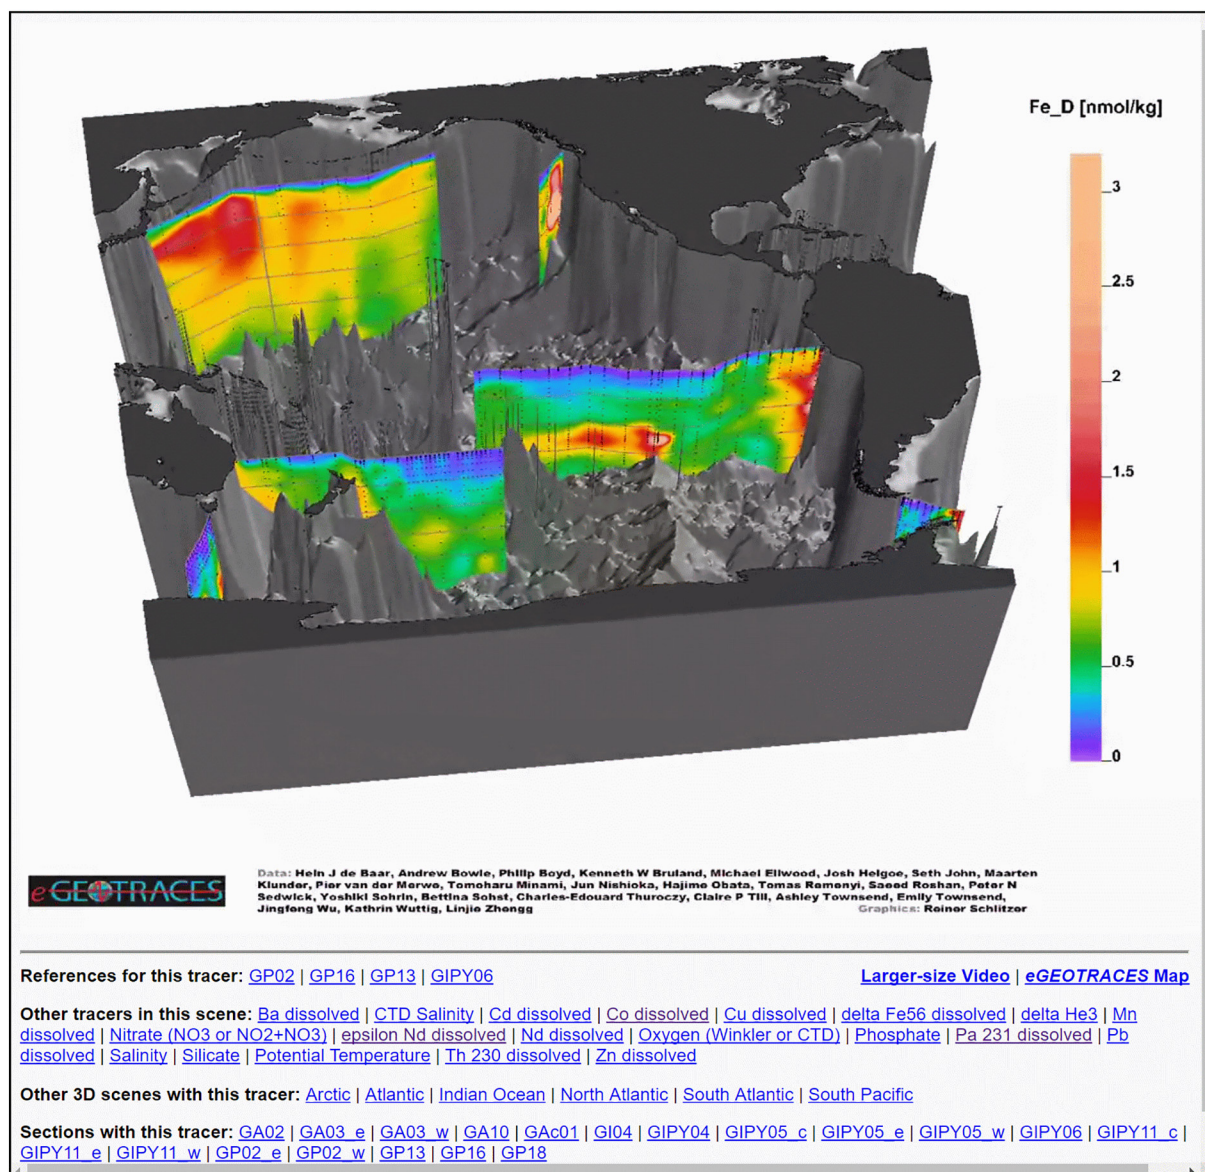 Fe_D [nmol/kg]
3
2.5
2
1.5
1
0.5
0
eGEOTRACES
Data: Hein J de Baar, Andrew Bowie, Philip Boyd, Kenneth W Bruland, Michael Ellwood, Josh Helgoe, Seth John, Maarten
Klunder, Pier van der Merwe, Tomoharu Minami, Jun Nishioka, Hajime Obata, Tomas Remenyi, Saeed Roshan, Peter N
Sedwick, Yoshiki Sohrin, Bettina Sohst, Charles-Edouard Thuroczy, Claire P Till, Ashley Townsend, Emily Townsend,
Jingfeng Wu, Kathrin Wuttig, Linjie Zhengg Graphics: Reiner Schlitzer
References for this tracer: GP02 | GP16 | GP13 | GIPY06 Larger-size Video | eGEOTRACES Map
Other tracers in this scene: Ba dissolved | CTD Salinity | Cd dissolved | Co dissolved | Cu dissolved | delta Fe56 dissolved | delta He3 | Mn
dissolved | Nitrate (NO3 or NO2+NO3) | epsilon Nd dissolved | Nd dissolved | Oxygen (Winkler or CTD) | Phosphate | Pa 231 dissolved | Pb
dissolved | Salinity | Silicate | Potential Temperature | Th 230 dissolved | Zn dissolved
Other 3D scenes with this tracer: Arctic | Atlantic | Indian Ocean | North Atlantic | South Atlantic | South Pacific
Sections with this tracer: GA02 | GA03_e | GA03_w | GA10 | GAc01 | GI04 | GIPY04 | GIPY05_c | GIPY05_e | GIPY05_w | GIPY06 | GIPY11_c |
GIPY11_e | GIPY11_w | GP02_e | GP02_w | GP13 | GP16 | GP18